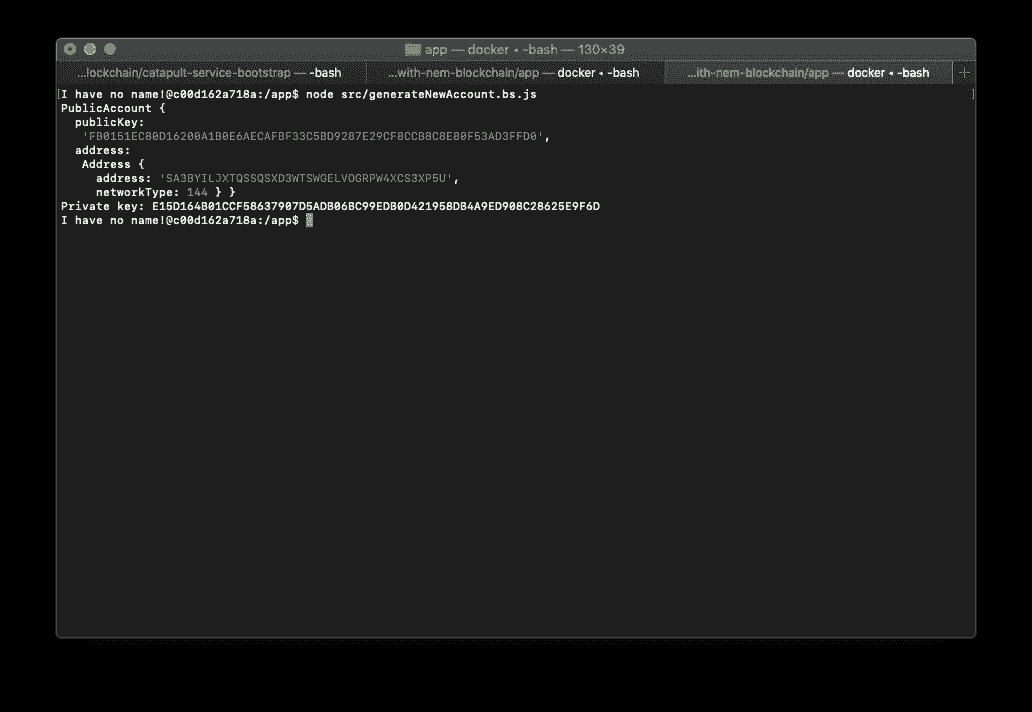 app — docker • -bash — 130×39
...lockchain/catapult-service-bootstrap — -bash
...with-nem-blockchain/app — docker • -bash
...ith-nem-blockchain/app — docker • -bash
+
[I have no name!@c00d162a718a:/app$ node src/generateNewAccount.bs.js ]
PublicAccount {
publicKey:
'FB0151EC80D16200A1B0E6AECAFBF33C5BD9287E29CF8CCB8C8E80F53AD3FFD0',
address:
Address {
address: 'SA3BYILJXTQSSQSXD3WTSWGELVOGRPW4XCS3XP5U',
networkType: 144 } }
Private key: E15D164B01CCF58637907D5ADB06BC99EDB0D421958DB4A9ED908C28625E9F6D
I have no name!@c00d162a718a:/app$